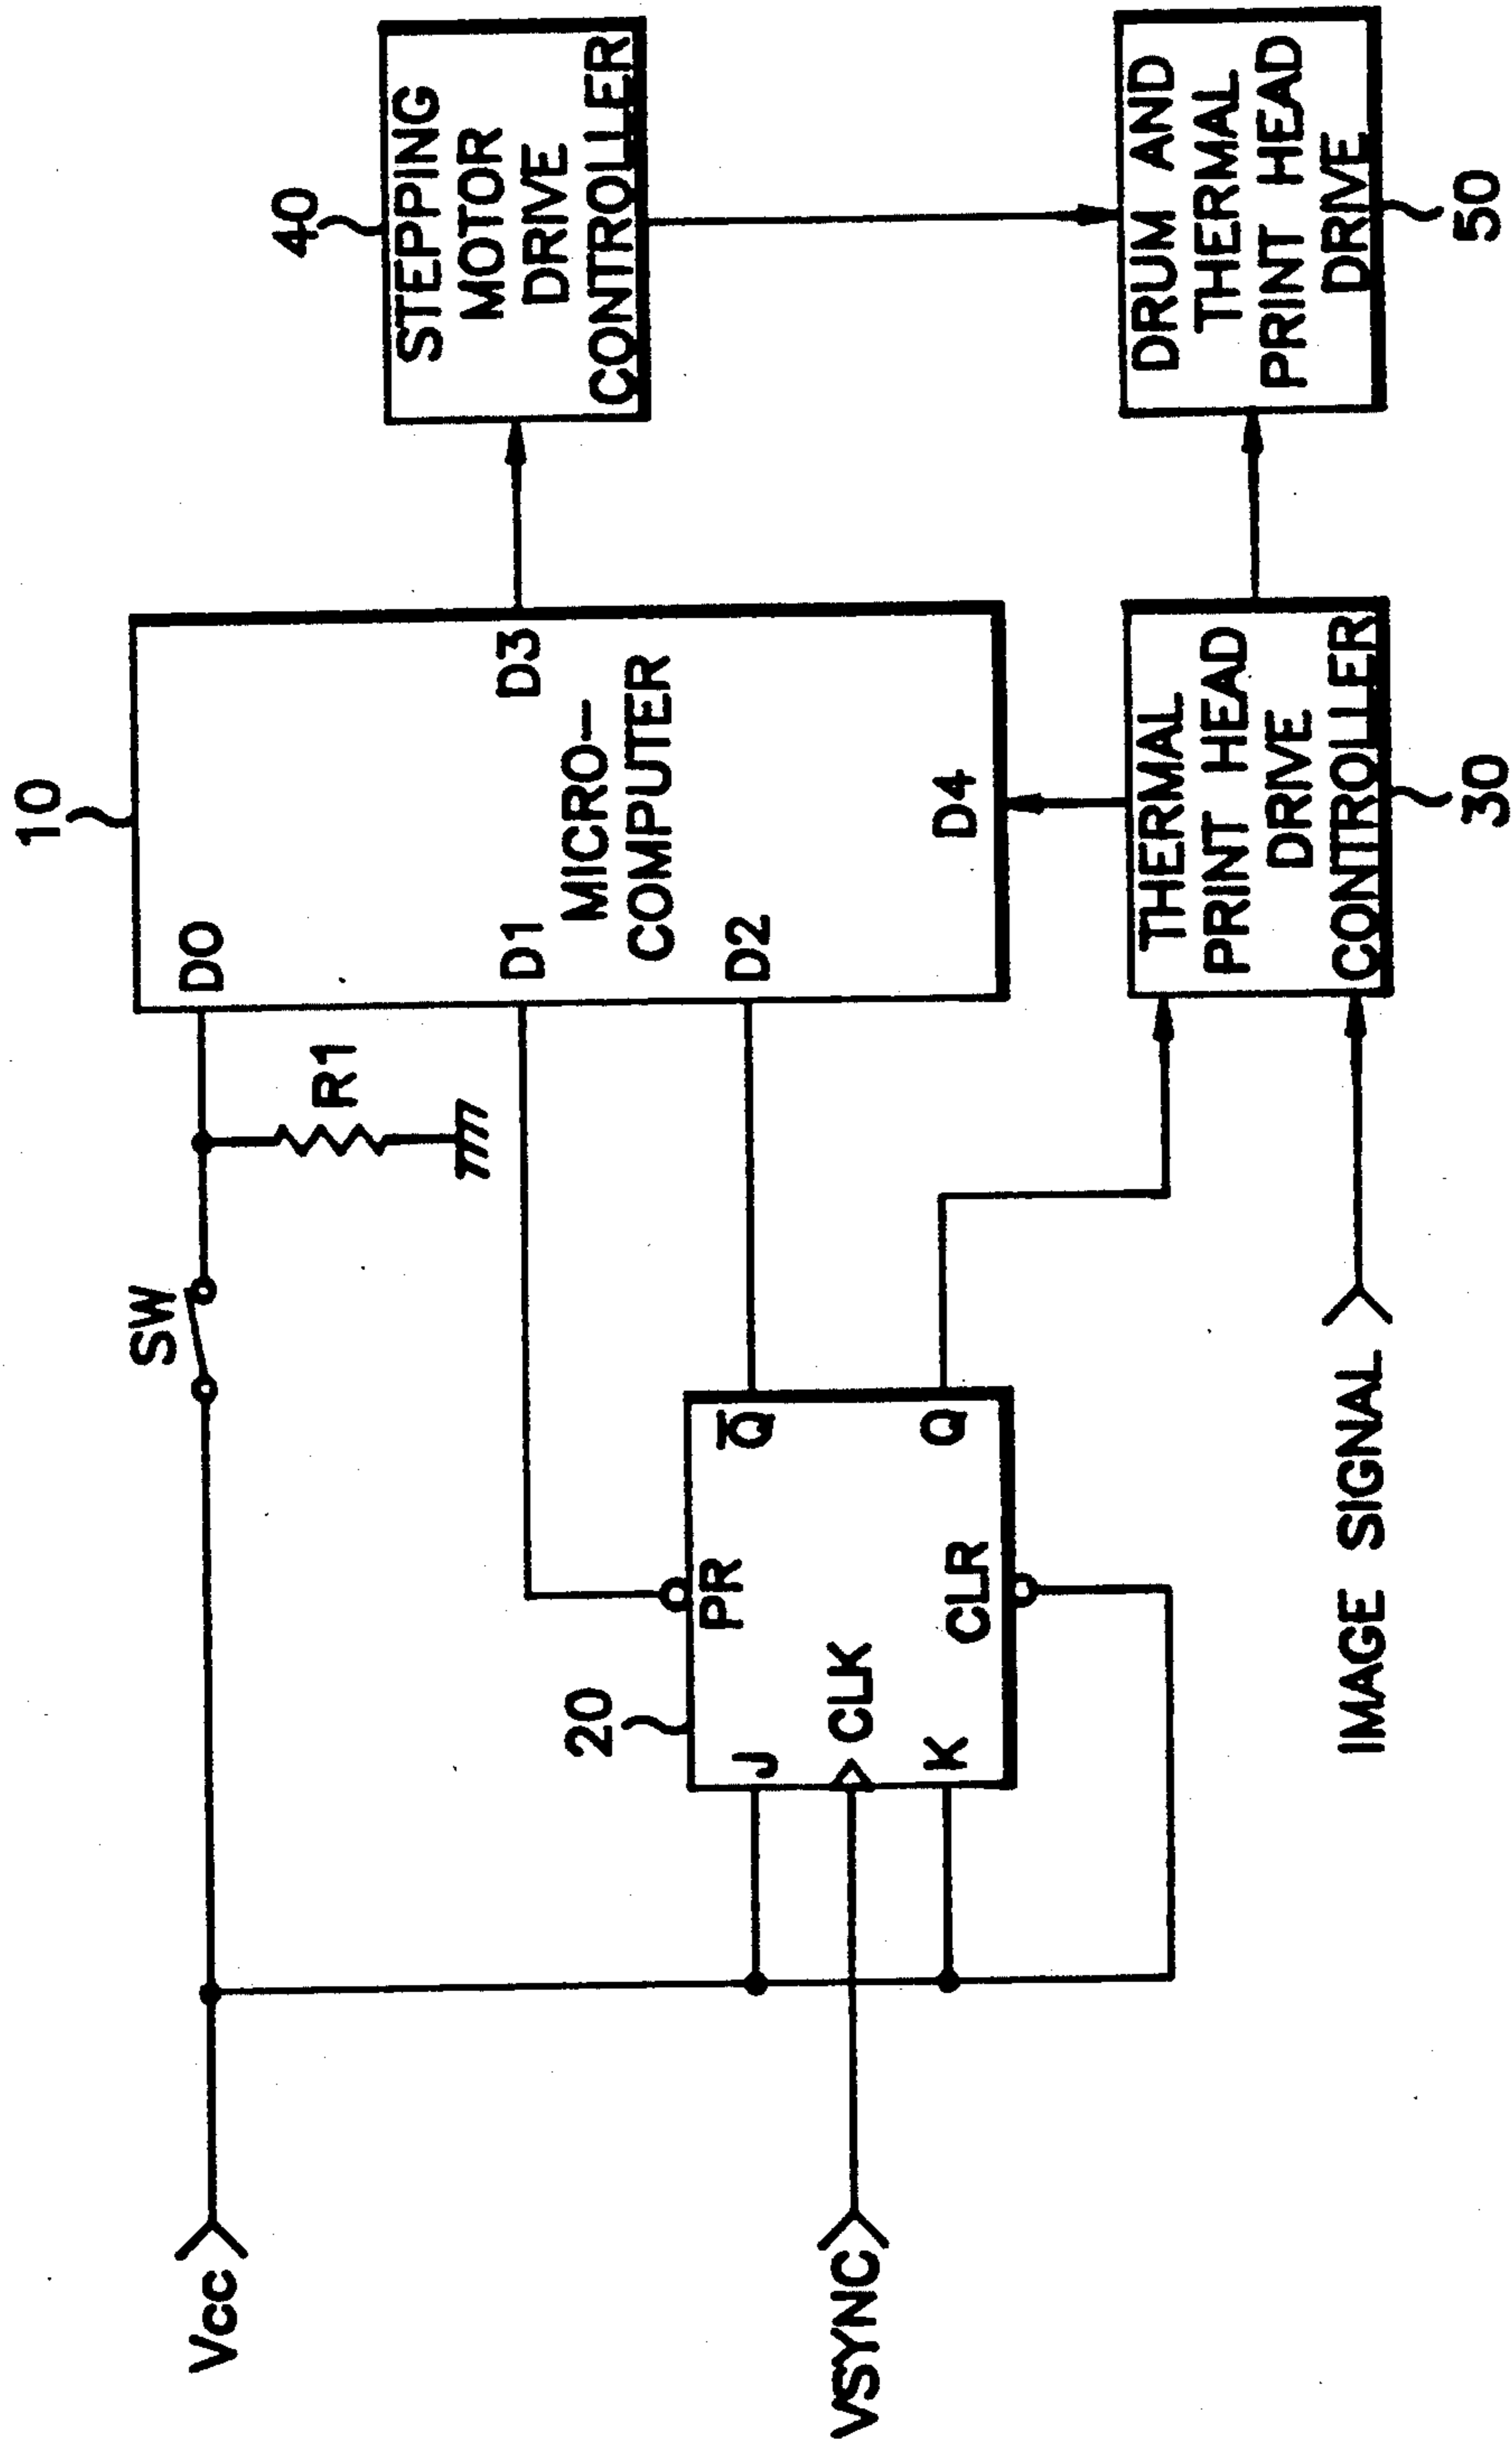 10
40
Vcc
SW
R1
D0
D1
D2
D3
D4
MICRO-
COMPUTER
STEPPING
MOTOR
DRIVE
CONTROLLER
20
J
CLK
K
PR
CLR
Q̅
Q
VSYNC
IMAGE SIGNAL
THERMAL
PRINT HEAD
DRIVE
CONTROLLER
30
DRUM AND
THERMAL
PRINT HEAD
DRIVE
50